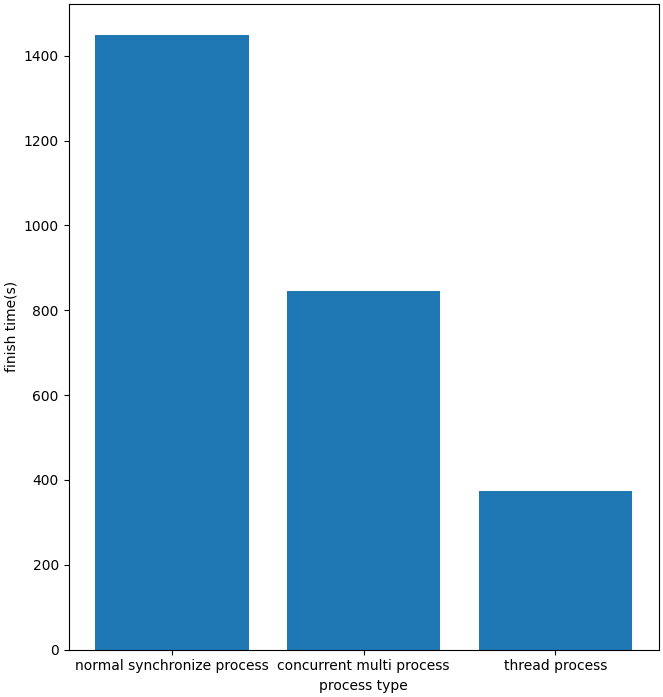 1400
1200
1000
800
600
400
200
0
finish time(s)
normal synchronize process
concurrent multi process
thread process
process type